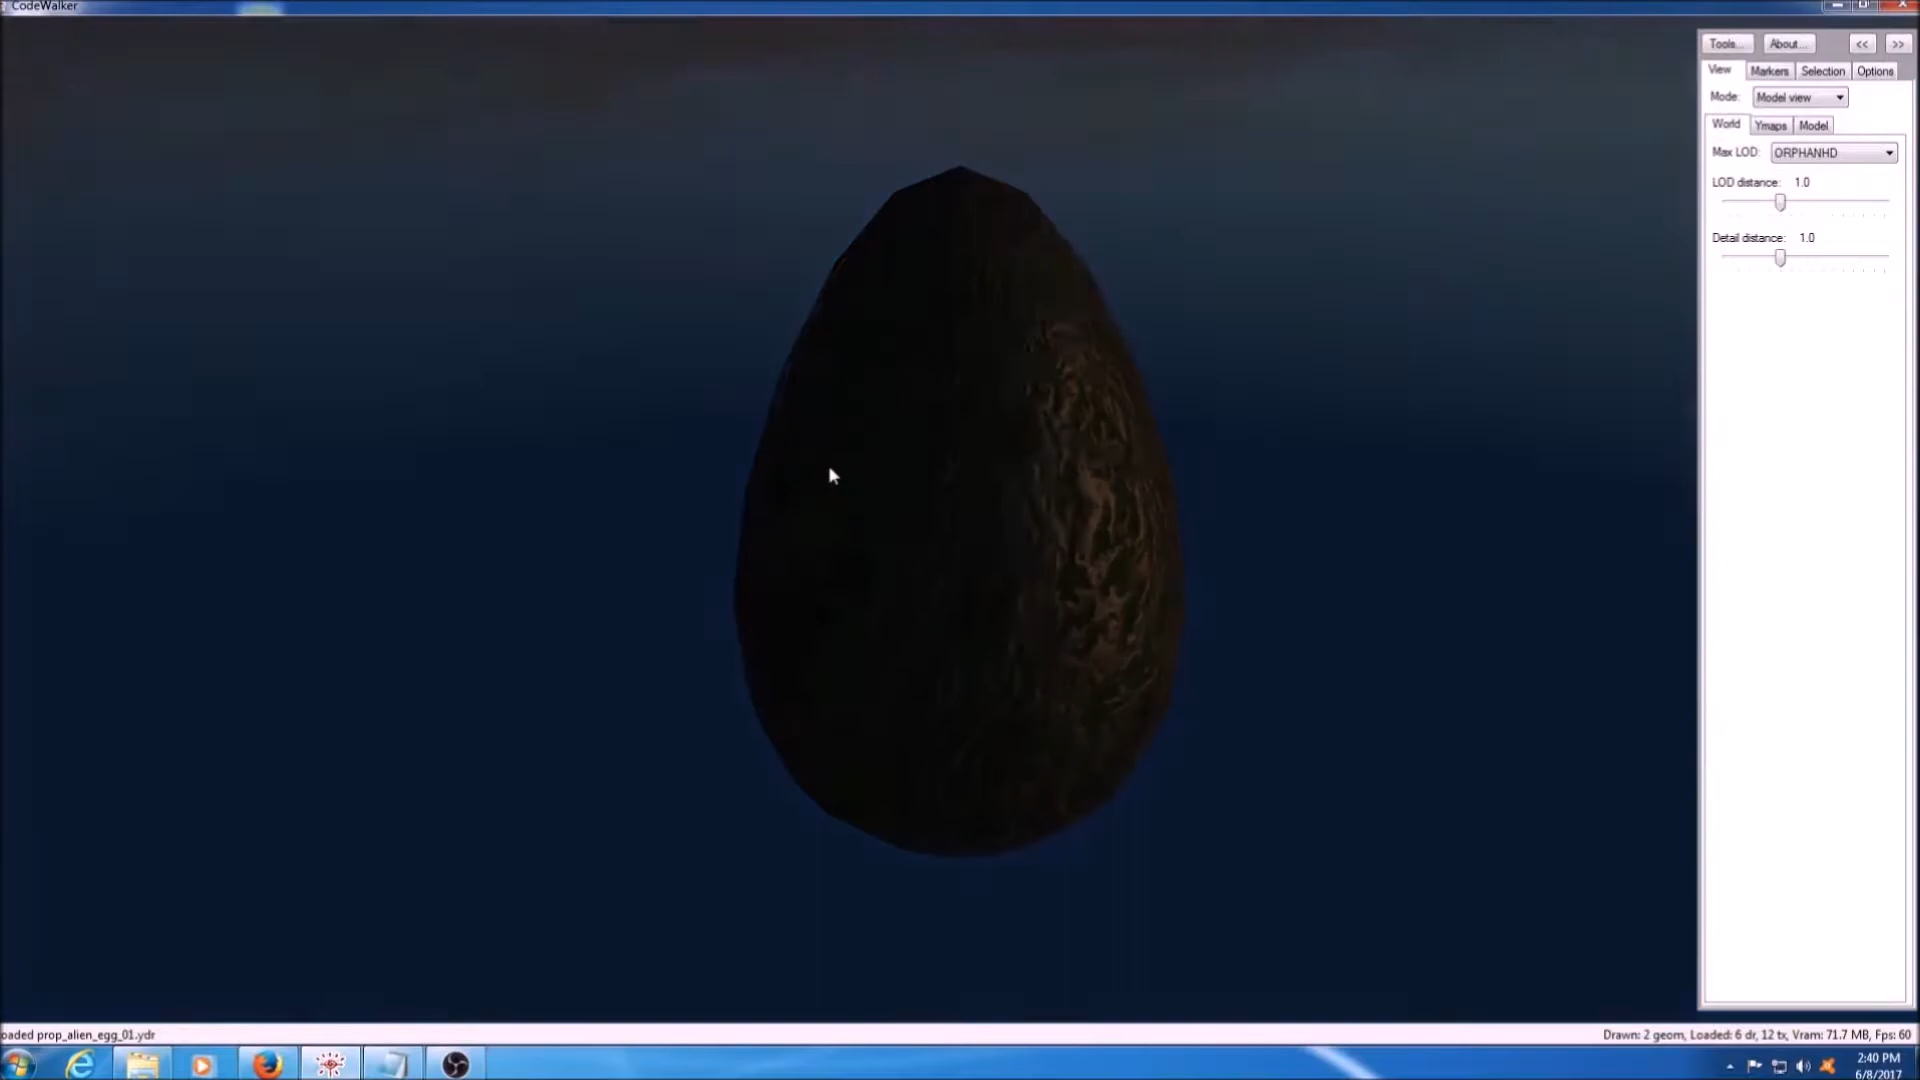 CodeWalker
Tools... About... << >>
View Markers Selection Options
Mode: Model view
World Ymaps Model
Max LOD: ORPHANHD
LOD distance: 1.0
Detail distance: 1.0
oaded prop_alien_egg_01.ydr
Drawn: 2 geom, Loaded: 6 dr, 12 tx, Vram: 71.7 MB, Fps: 60
2:40 PM
6/8/2017